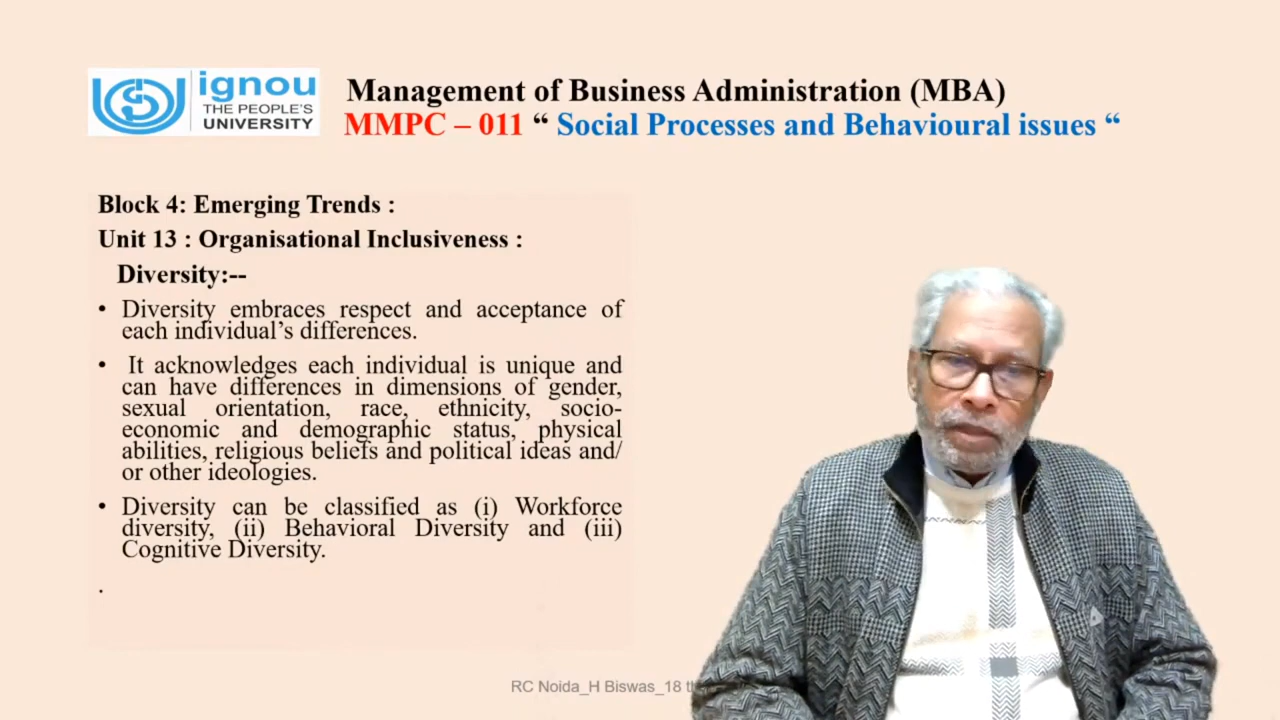 ignou
THE PEOPLE'S
UNIVERSITY
Management of Business Administration (MBA)
MMPC – 011 “ Social Processes and Behavioural issues “
Block 4: Emerging Trends :
Unit 13 : Organisational Inclusiveness :
Diversity:--
• Diversity embraces respect and acceptance of
each individual’s differences.
• It acknowledges each individual is unique and
can have differences in dimensions of gender,
sexual orientation, race, ethnicity, socio-
economic and demographic status, physical
abilities, religious beliefs and political ideas and/
or other ideologies.
• Diversity can be classified as (i) Workforce
diversity, (ii) Behavioral Diversity and (iii)
Cognitive Diversity.
.
RC Noida_H Biswas_18